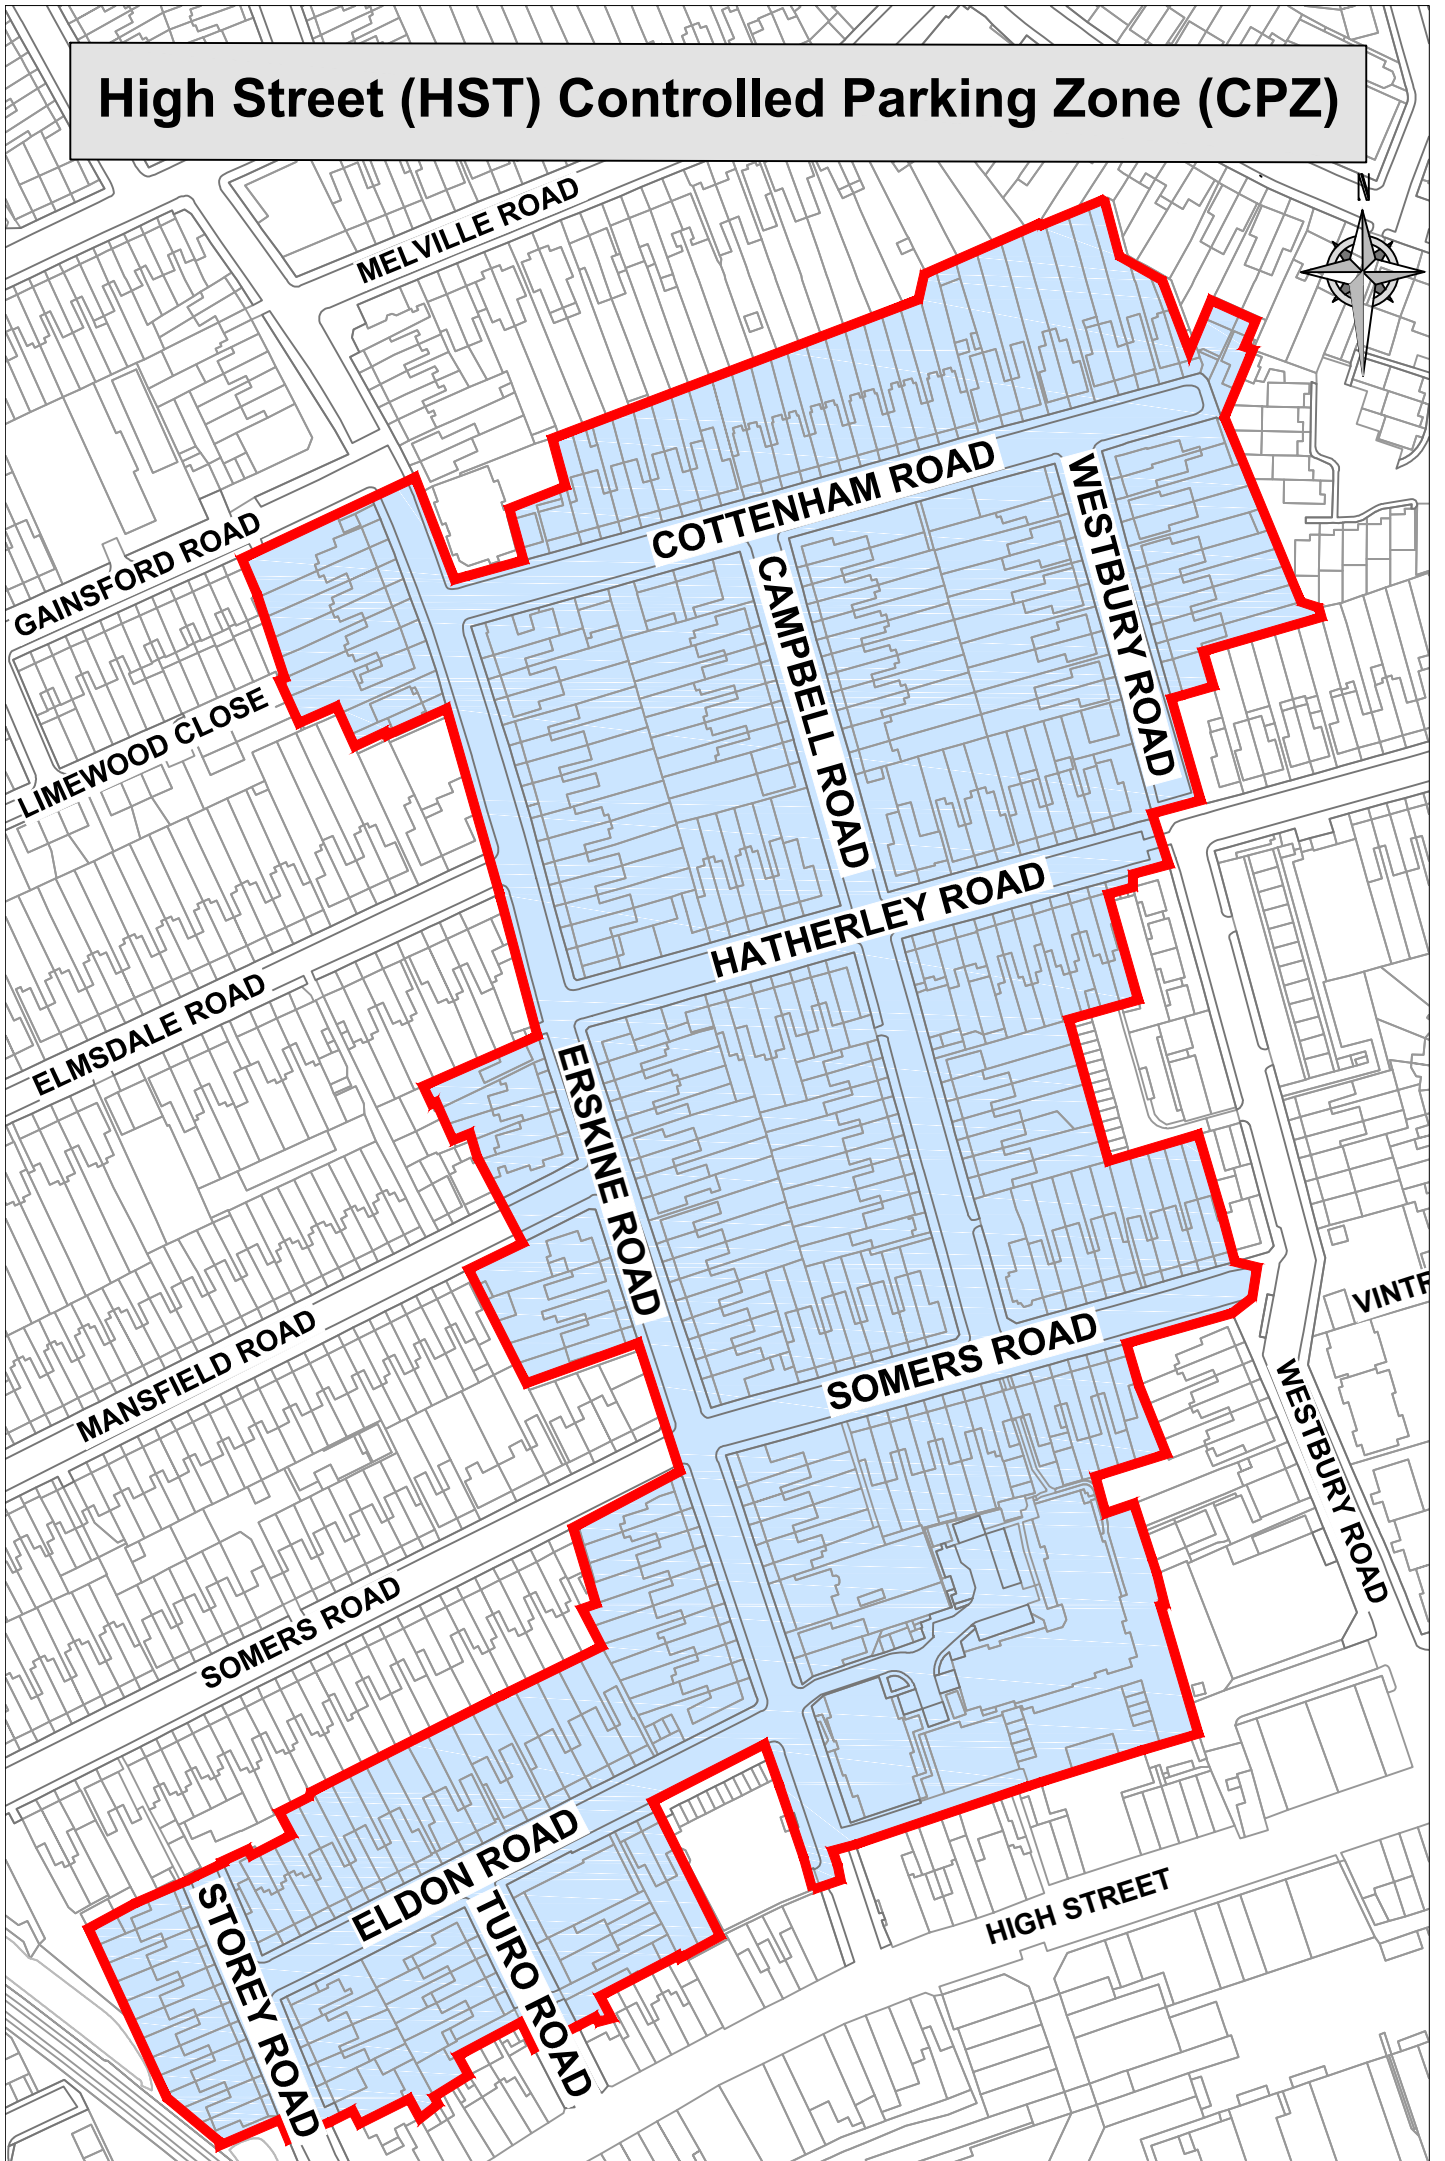 High Street (HST) Controlled Parking Zone (CPZ)
N
MELVILLE ROAD
COTTENHAM ROAD
WESTBURY ROAD
GAINSFORD ROAD
CAMPBELL ROAD
LIMEWOOD CLOSE
HATHERLEY ROAD
ELMSDALE ROAD
ERSKINE ROAD
VINTR
SOMERS ROAD
MANSFIELD ROAD
WESTBURY ROAD
SOMERS ROAD
ELDON ROAD
STOREY ROAD
TURO ROAD
HIGH STREET